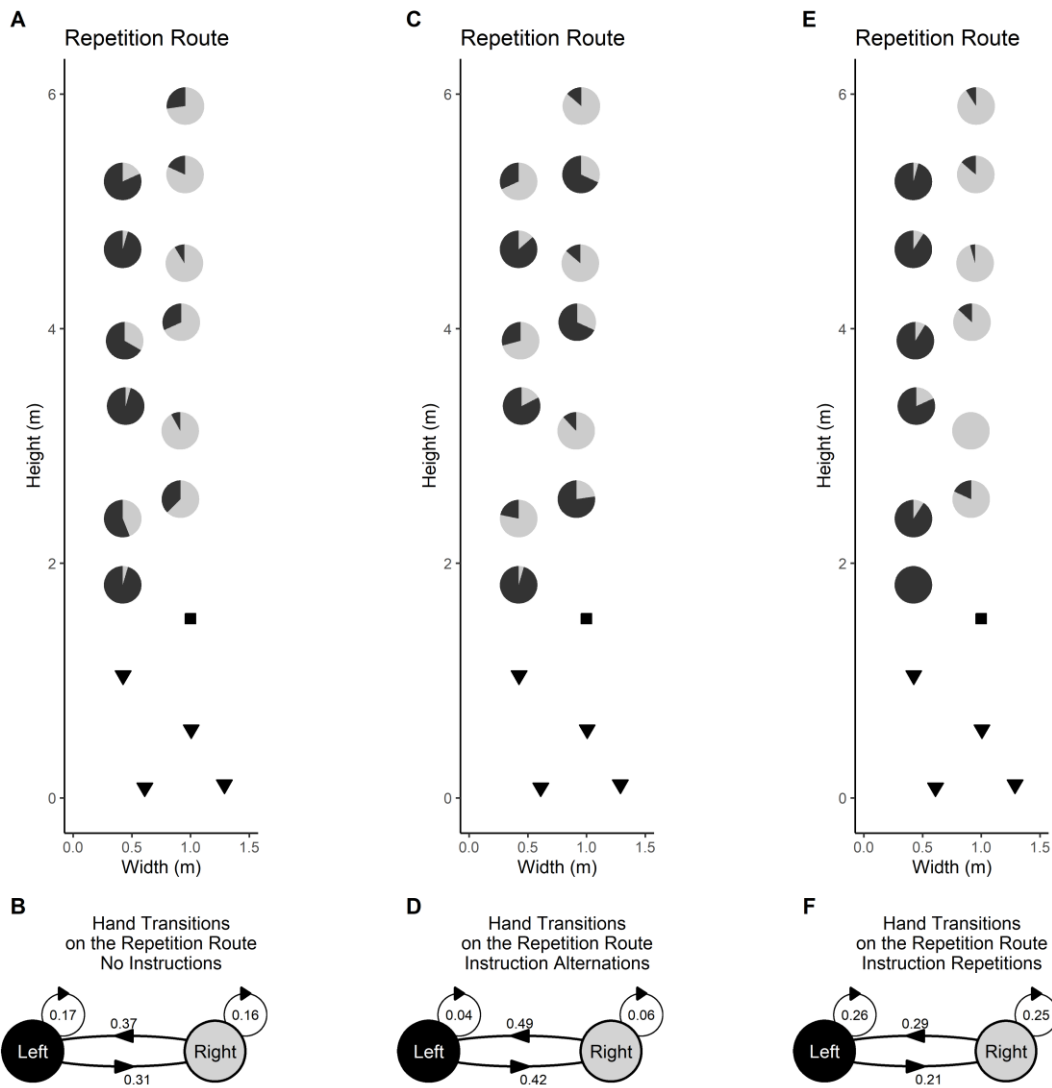 A
Repetition Route
6
4
2
0
Height (m)
0.0 0.5 1.0 1.5
Width (m)
C
Repetition Route
6
4
2
0
Height (m)
0.0 0.5 1.0 1.5
Width (m)
E
Repetition Route
6
4
2
0
Height (m)
0.0 0.5 1.0 1.5
Width (m)
B
Hand Transitions
on the Repetition Route
No Instructions
0.17
0.37
0.16
Left
Right
0.31
D
Hand Transitions
on the Repetition Route
Instruction Alternations
0.04
0.49
0.06
Left
Right
0.42
F
Hand Transitions
on the Repetition Route
Instruction Repetitions
0.26
0.29
0.25
Left
Right
0.21